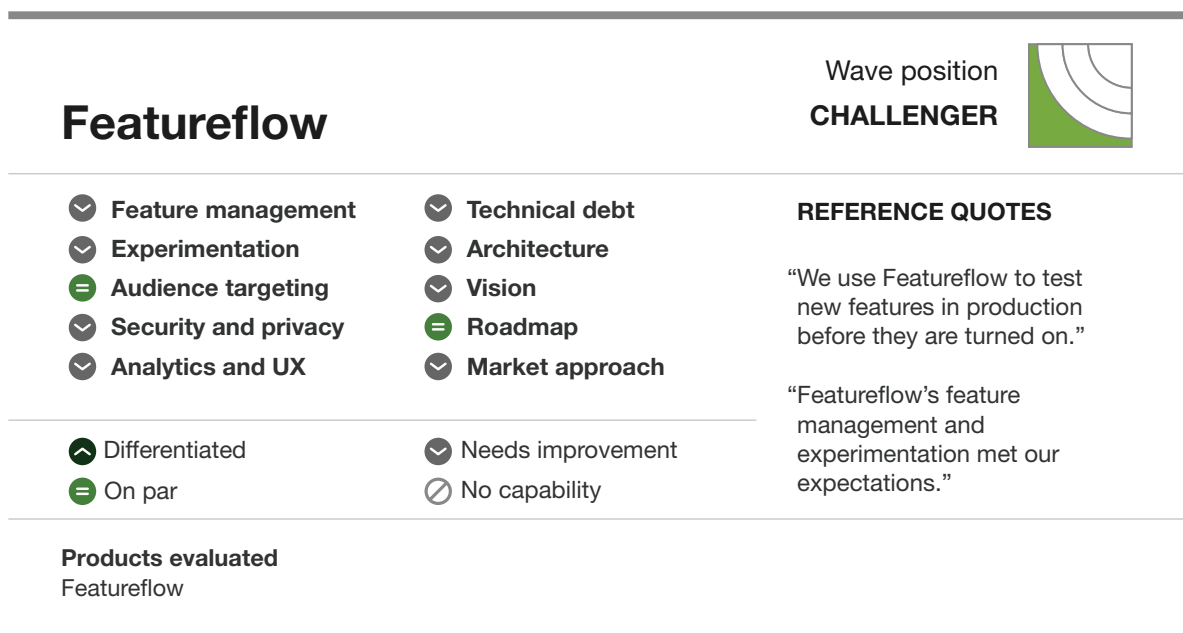 Featureflow
Wave position
CHALLENGER
Feature management
Experimentation
Audience targeting
Security and privacy
Analytics and UX
Technical debt
Architecture
Vision
Roadmap
Market approach
Differentiated
On par
Needs improvement
No capability
REFERENCE QUOTES
“We use Featureflow to test
new features in production
before they are turned on.”
“Featureflow’s feature
management and
experimentation met our
expectations.”
Products evaluated
Featureflow